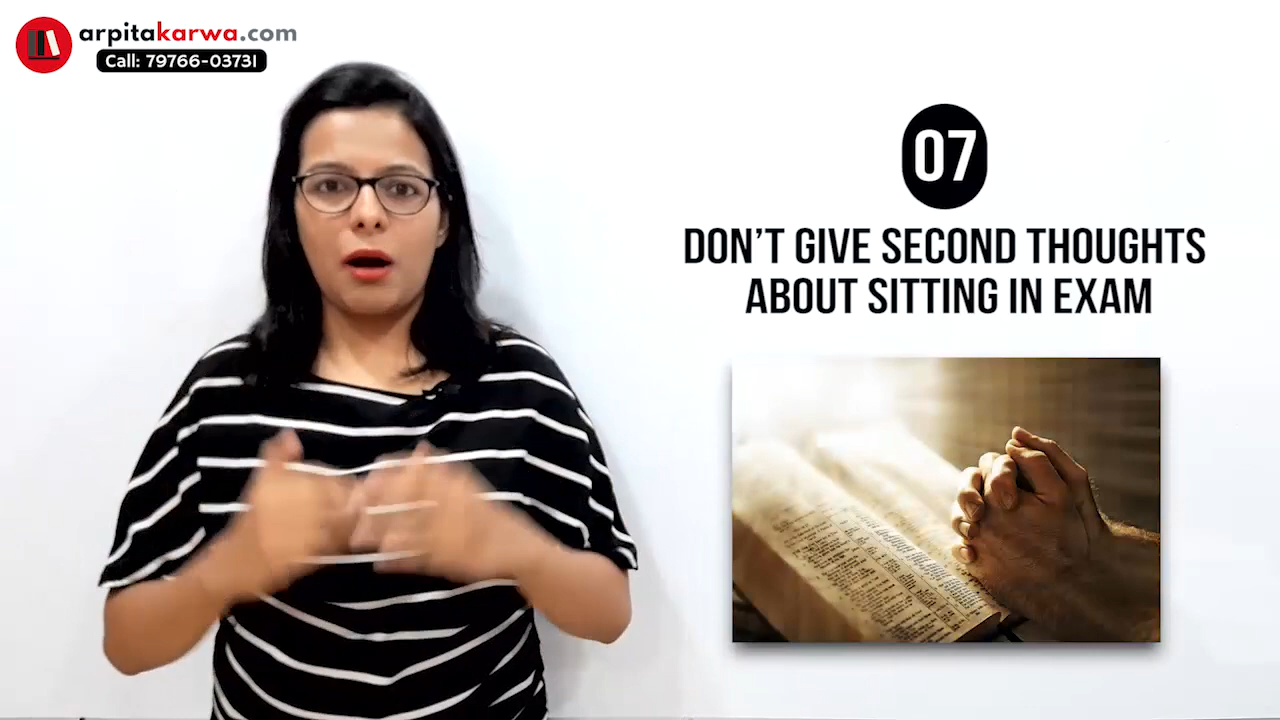 arpitakarwa.com
Call: 79766-03731
07
DON'T GIVE SECOND THOUGHTS
ABOUT SITTING IN EXAM